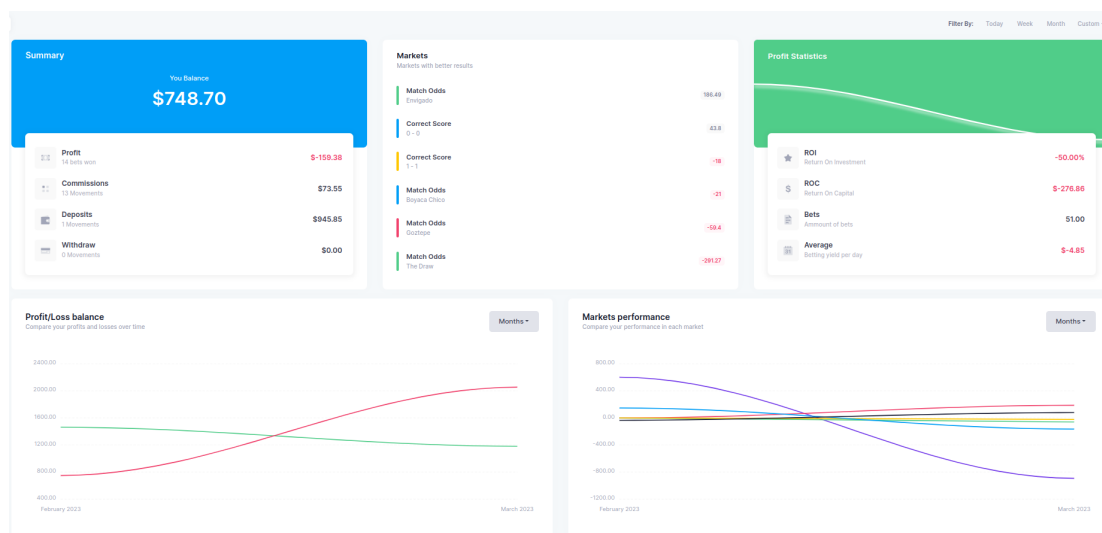 Filter By: Today Week Month Custom
Summary
You Balance
$748.70
Profit
14 bets won
$-159.38
Commissions
13 Movements
$73.55
Deposits
1 Movements
$945.85
Withdraw
0 Movements
$0.00
Markets
Markets with better results
Match Odds
Envigado
186.49
Correct Score
0 - 0
43.8
Correct Score
1 - 1
-16
Match Odds
Boyaca Chico
-21
Match Odds
Goztepe
-59.4
Match Odds
The Draw
-291.27
Profit Statistics
ROI
Return On Investment
-50.00%
ROC
Return On Capital
$-276.86
Bets
Ammount of bets
51.00
Average
Betting yield per day
$-4.85
Profit/Loss balance
Compare your profits and losses over time
Months
2400.00
2000.00
1600.00
1200.00
800.00
400.00
February 2023
March 2023
Markets performance
Compare your performance in each market
Months
800.00
400.00
0.00
-400.00
-800.00
-1200.00
February 2023
March 2023